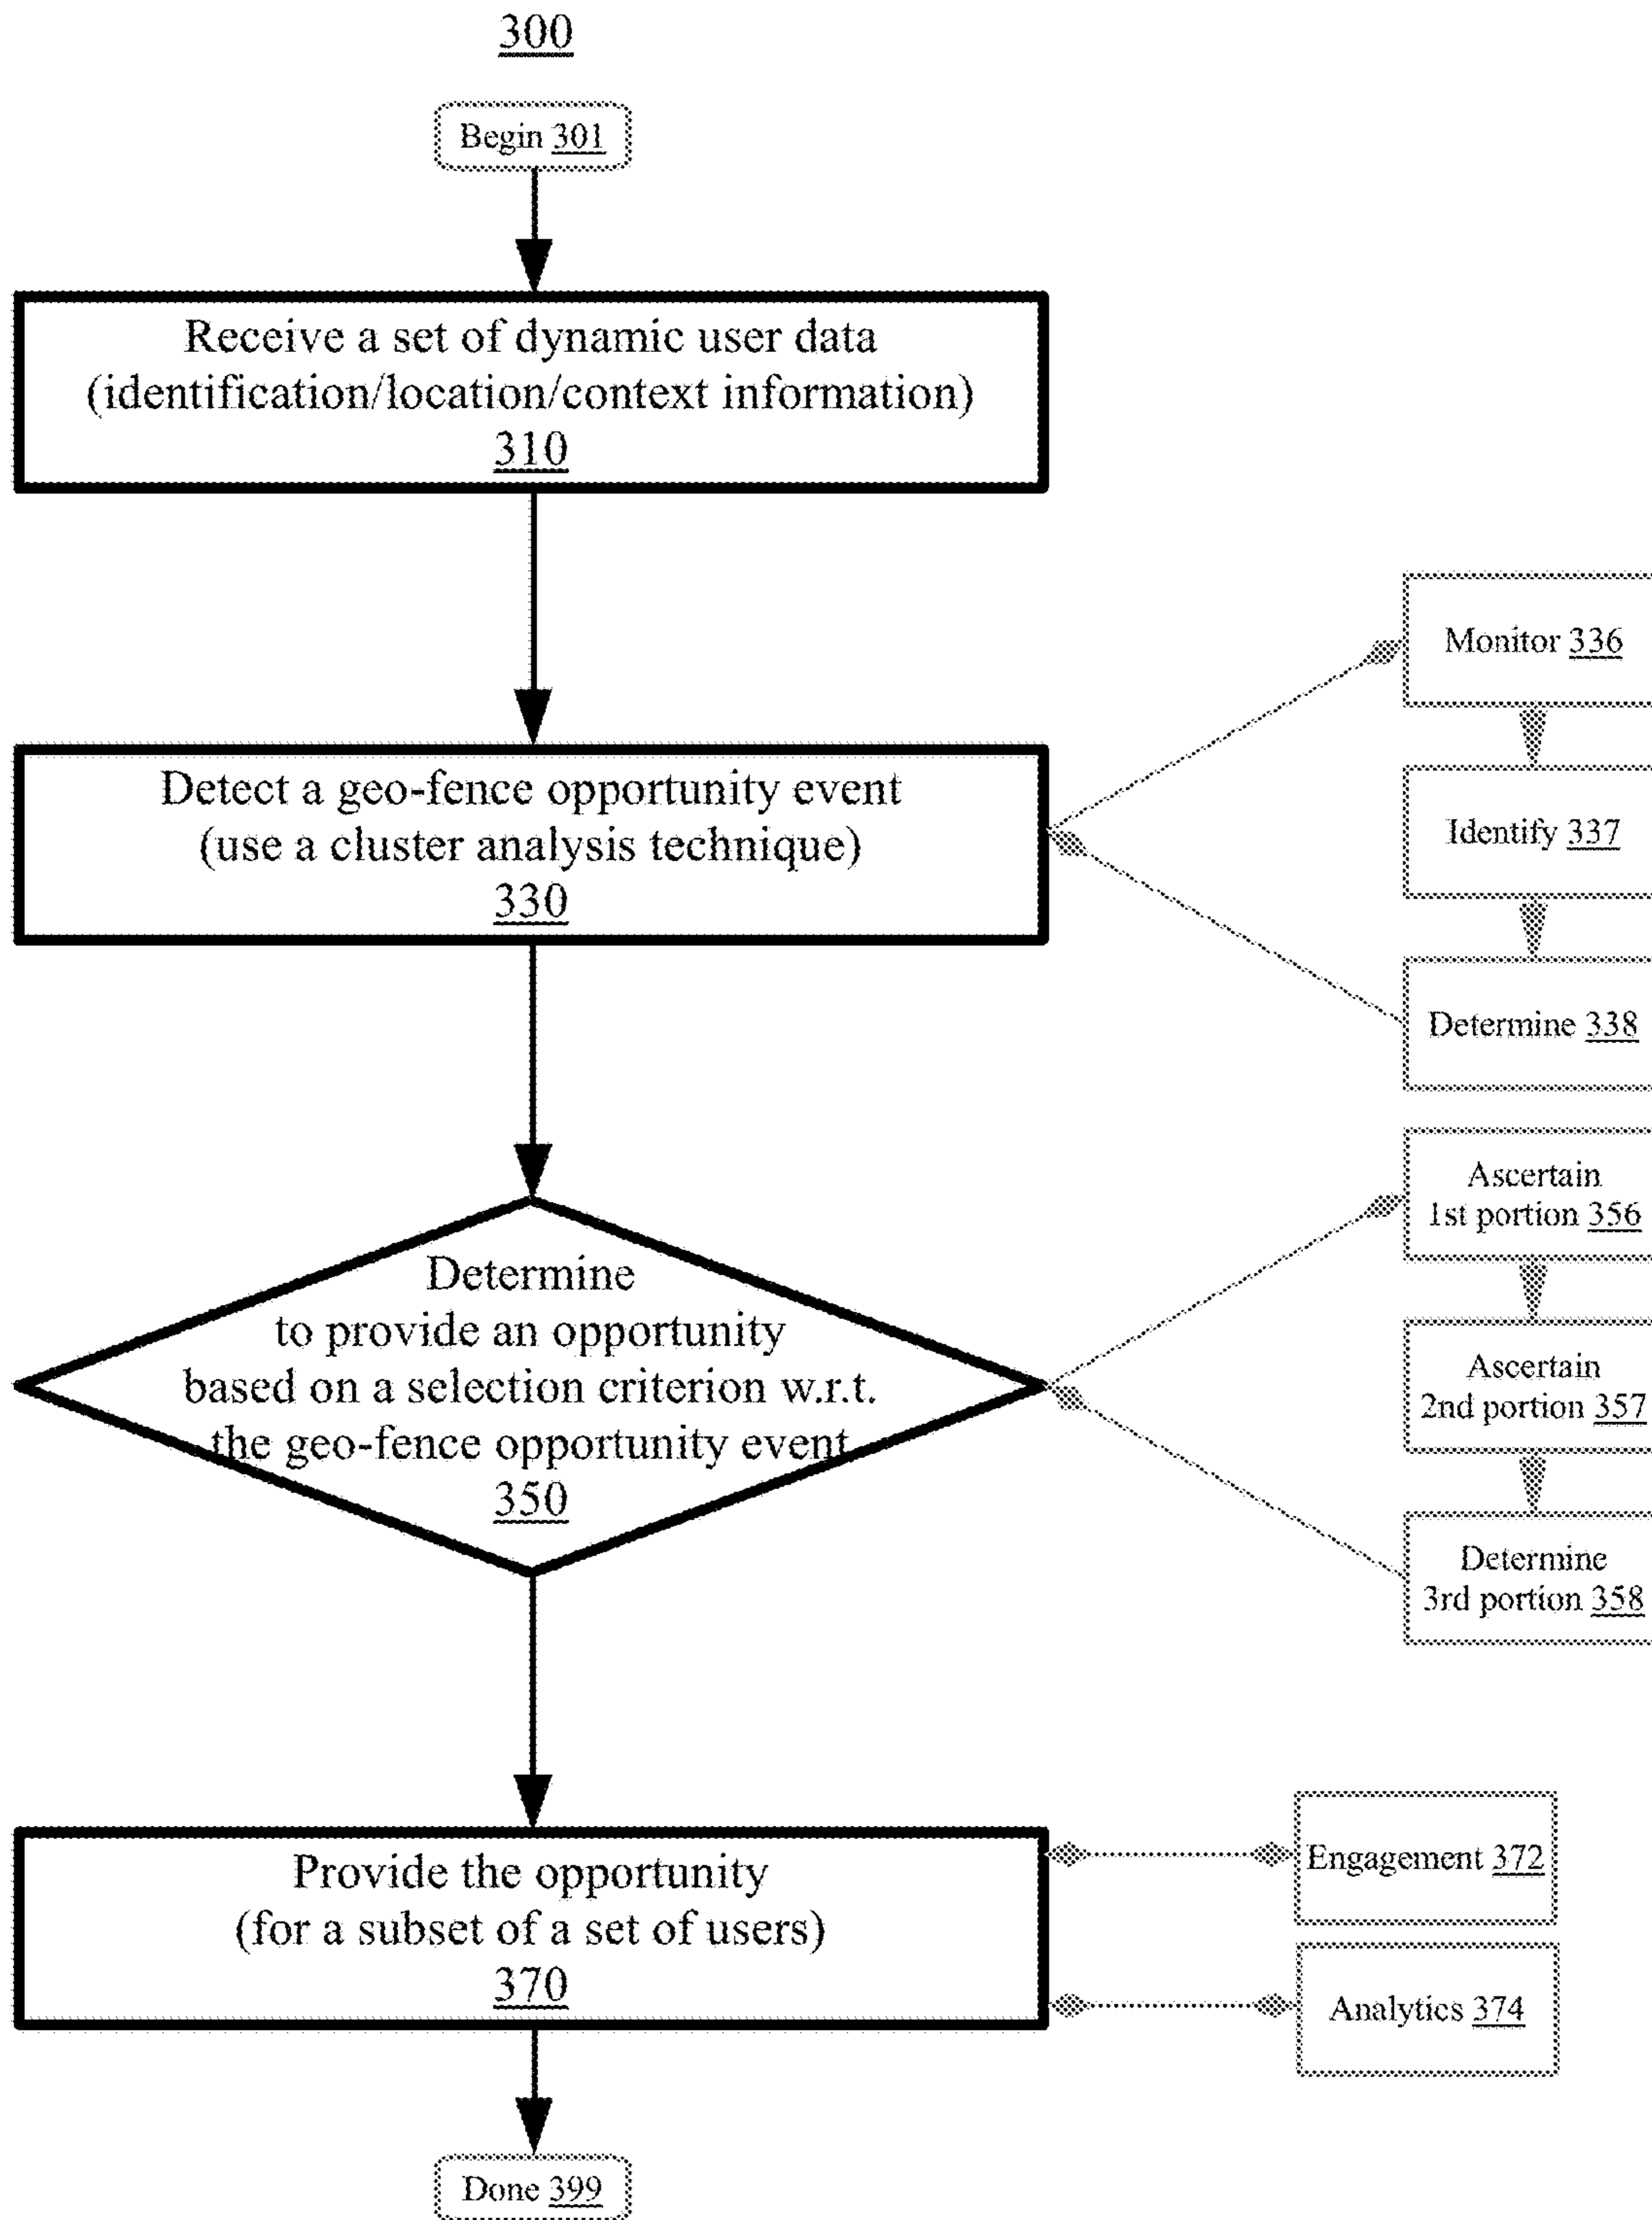 300
Begin 301
Receive a set of dynamic user data
(identification/location/context information)
310
Monitor 336
Identify 337
Determine 338
Detect a geo-fence opportunity event
(use a cluster analysis technique)
330
Ascertain
1st portion 356
Ascertain
2nd portion 357
Determine
3rd portion 358
Determine
to provide an opportunity
based on a selection criterion w.r.t.
the geo-fence opportunity event
350
Provide the opportunity
(for a subset of a set of users)
370
Engagement 372
Analytics 374
Done 399